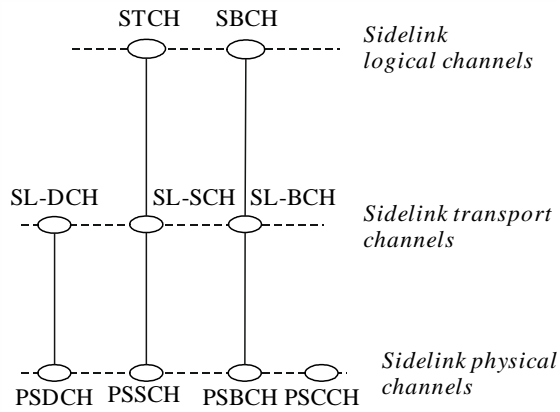 STCH SBCH
Sidelink
logical channels
SL-DCH SL-SCH SL-BCH
Sidelink transport
channels
Sidelink physical
channels
PSDCH PSSCH PSBCH PSCCH